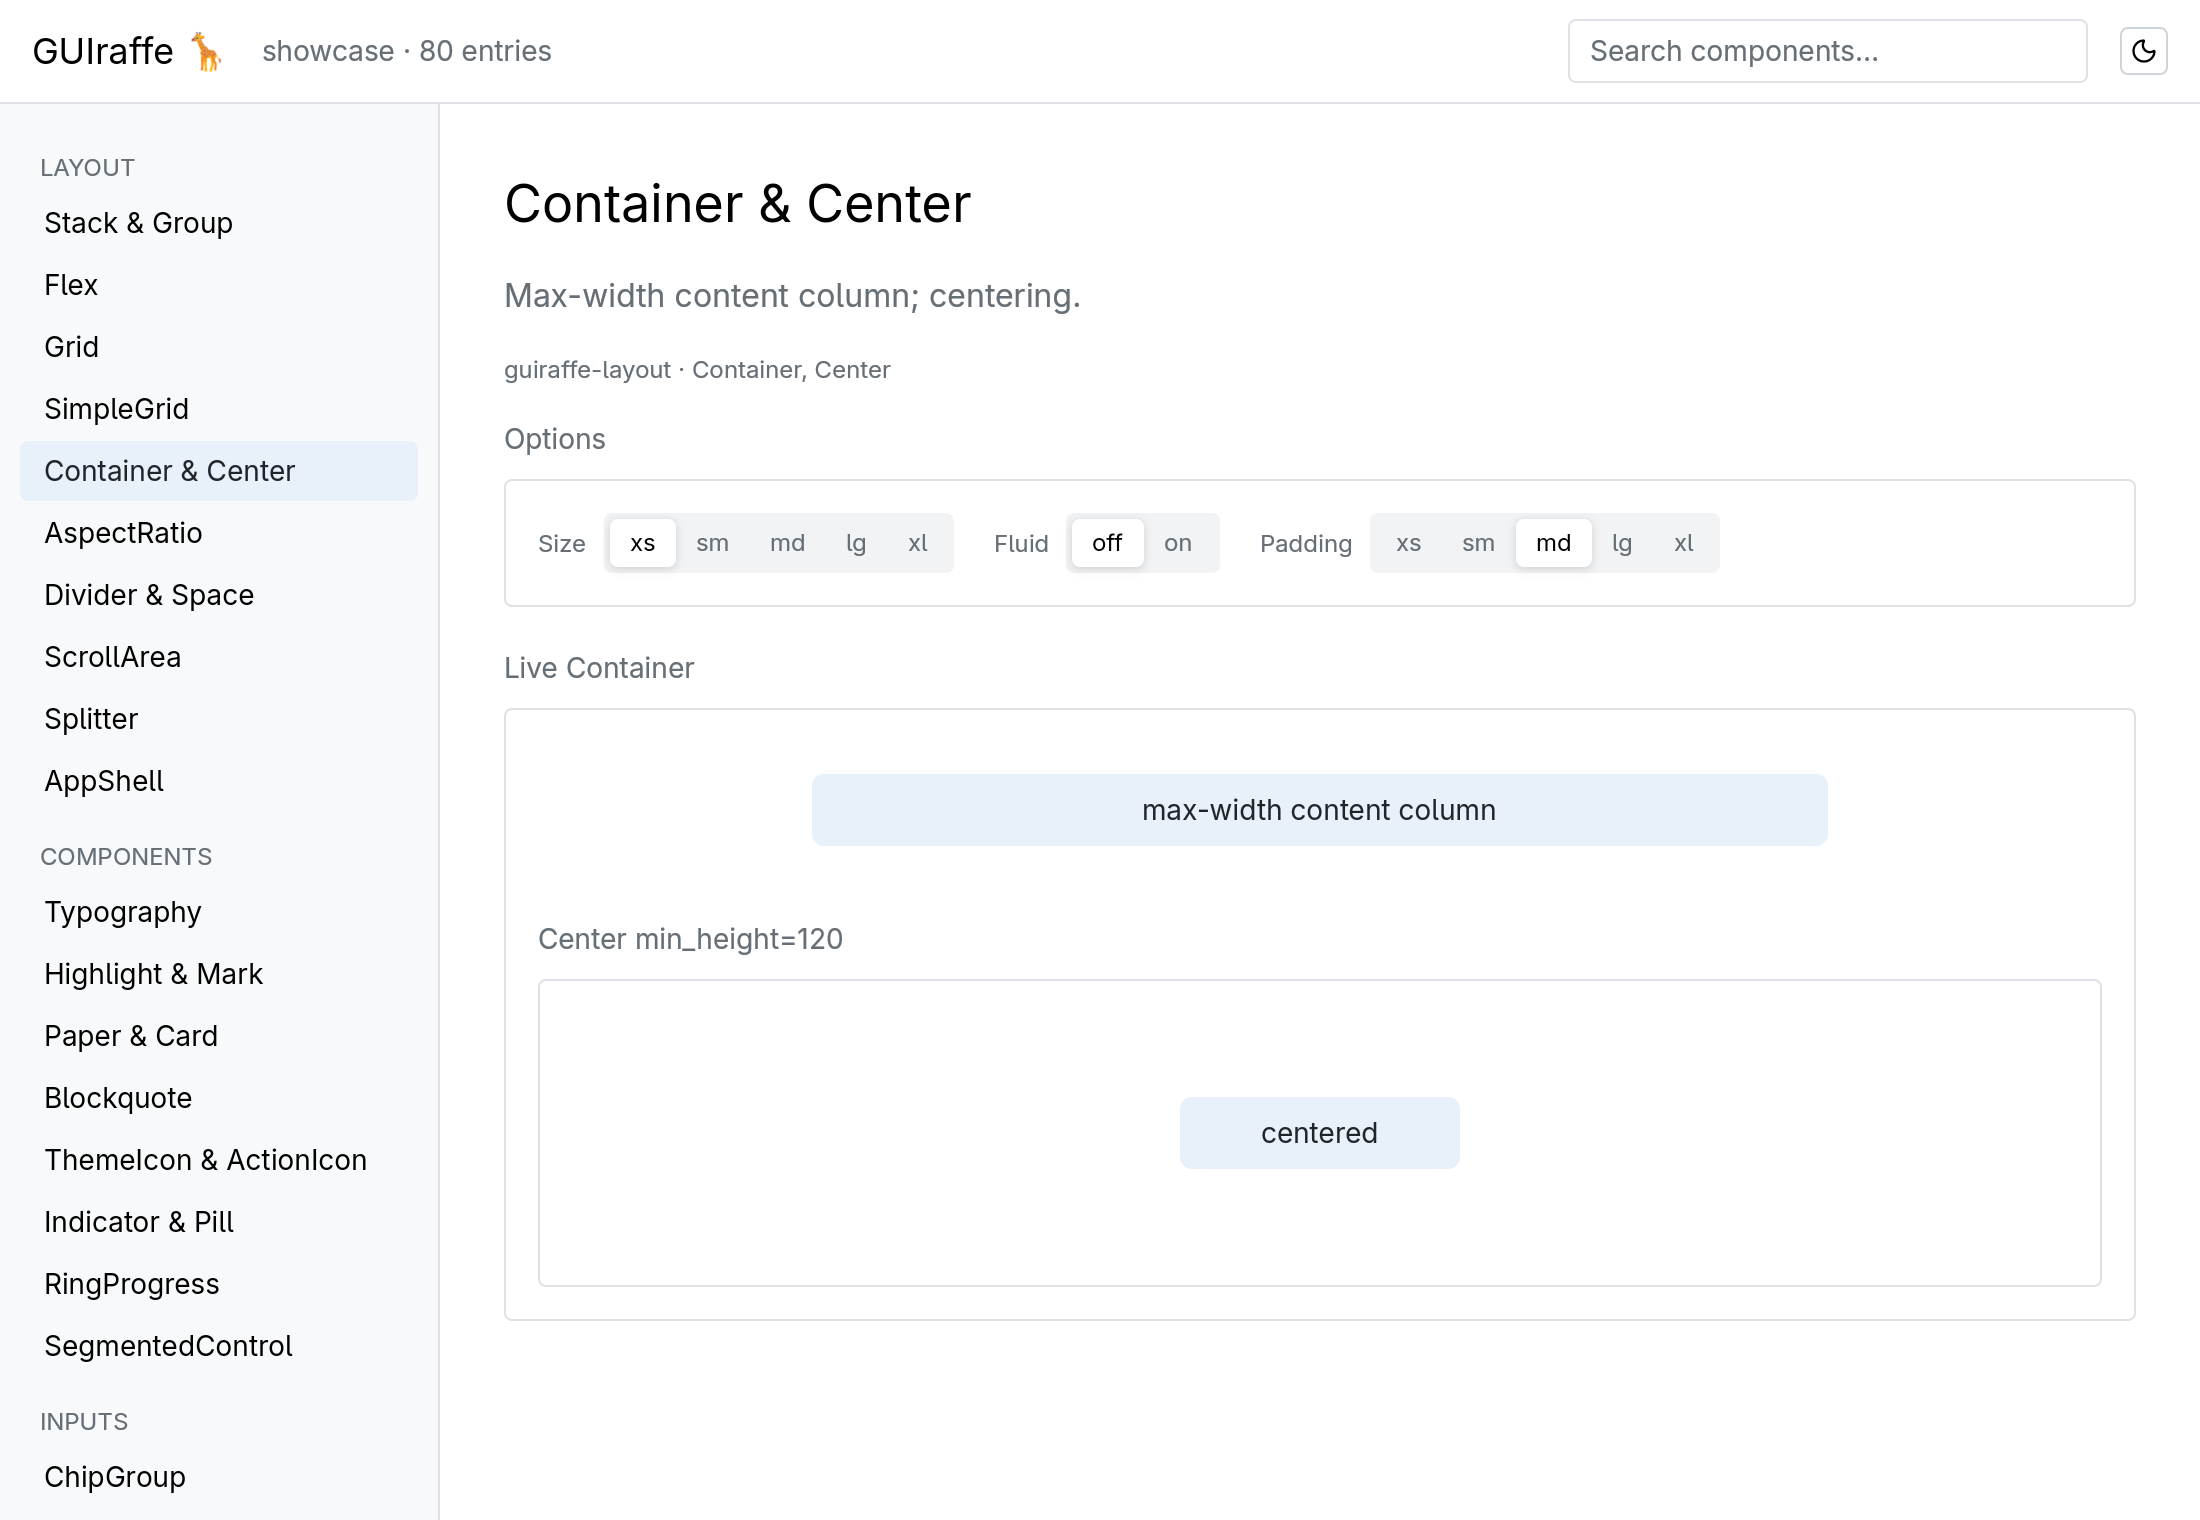 GUIraffe 🦒 showcase · 80 entries Search components...
LAYOUT
Stack & Group
Flex
Grid
SimpleGrid
Container & Center
AspectRatio
Divider & Space
ScrollArea
Splitter
AppShell
COMPONENTS
Typography
Highlight & Mark
Paper & Card
Blockquote
ThemeIcon & ActionIcon
Indicator & Pill
RingProgress
SegmentedControl
INPUTS
ChipGroup
Container & Center
Max-width content column; centering.
guiraffe-layout · Container, Center
Options
Size xs sm md lg xl Fluid off on Padding xs sm md lg xl
Live Container
max-width content column
Center min_height=120
centered